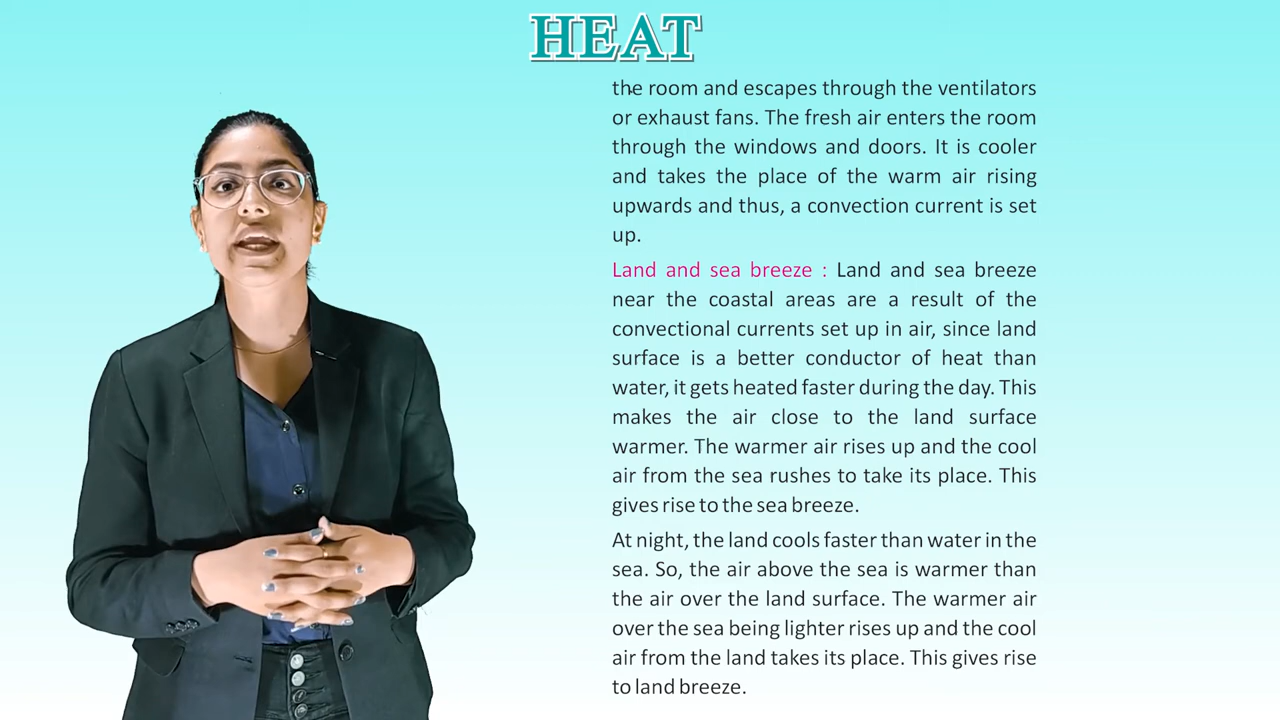 HEAT
the room and escapes through the ventilators
or exhaust fans. The fresh air enters the room
through the windows and doors. It is cooler
and takes the place of the warm air rising
upwards and thus, a convection current is set
up.
Land and sea breeze : Land and sea breeze
near the coastal areas are a result of the
convectional currents set up in air, since land
surface is a better conductor of heat than
water, it gets heated faster during the day. This
makes the air close to the land surface
warmer. The warmer air rises up and the cool
air from the sea rushes to take its place. This
gives rise to the sea breeze.
At night, the land cools faster than water in the
sea. So, the air above the sea is warmer than
the air over the land surface. The warmer air
over the sea being lighter rises up and the cool
air from the land takes its place. This gives rise
to land breeze.